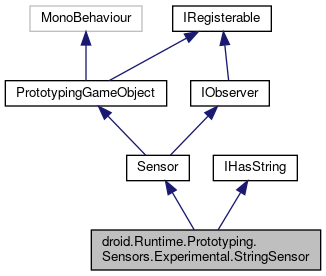 MonoBehaviour
IRegisterable
PrototypingGameObject
IObserver
Sensor
IHasString
droid.Runtime.Prototyping.
Sensors.Experimental.StringSensor